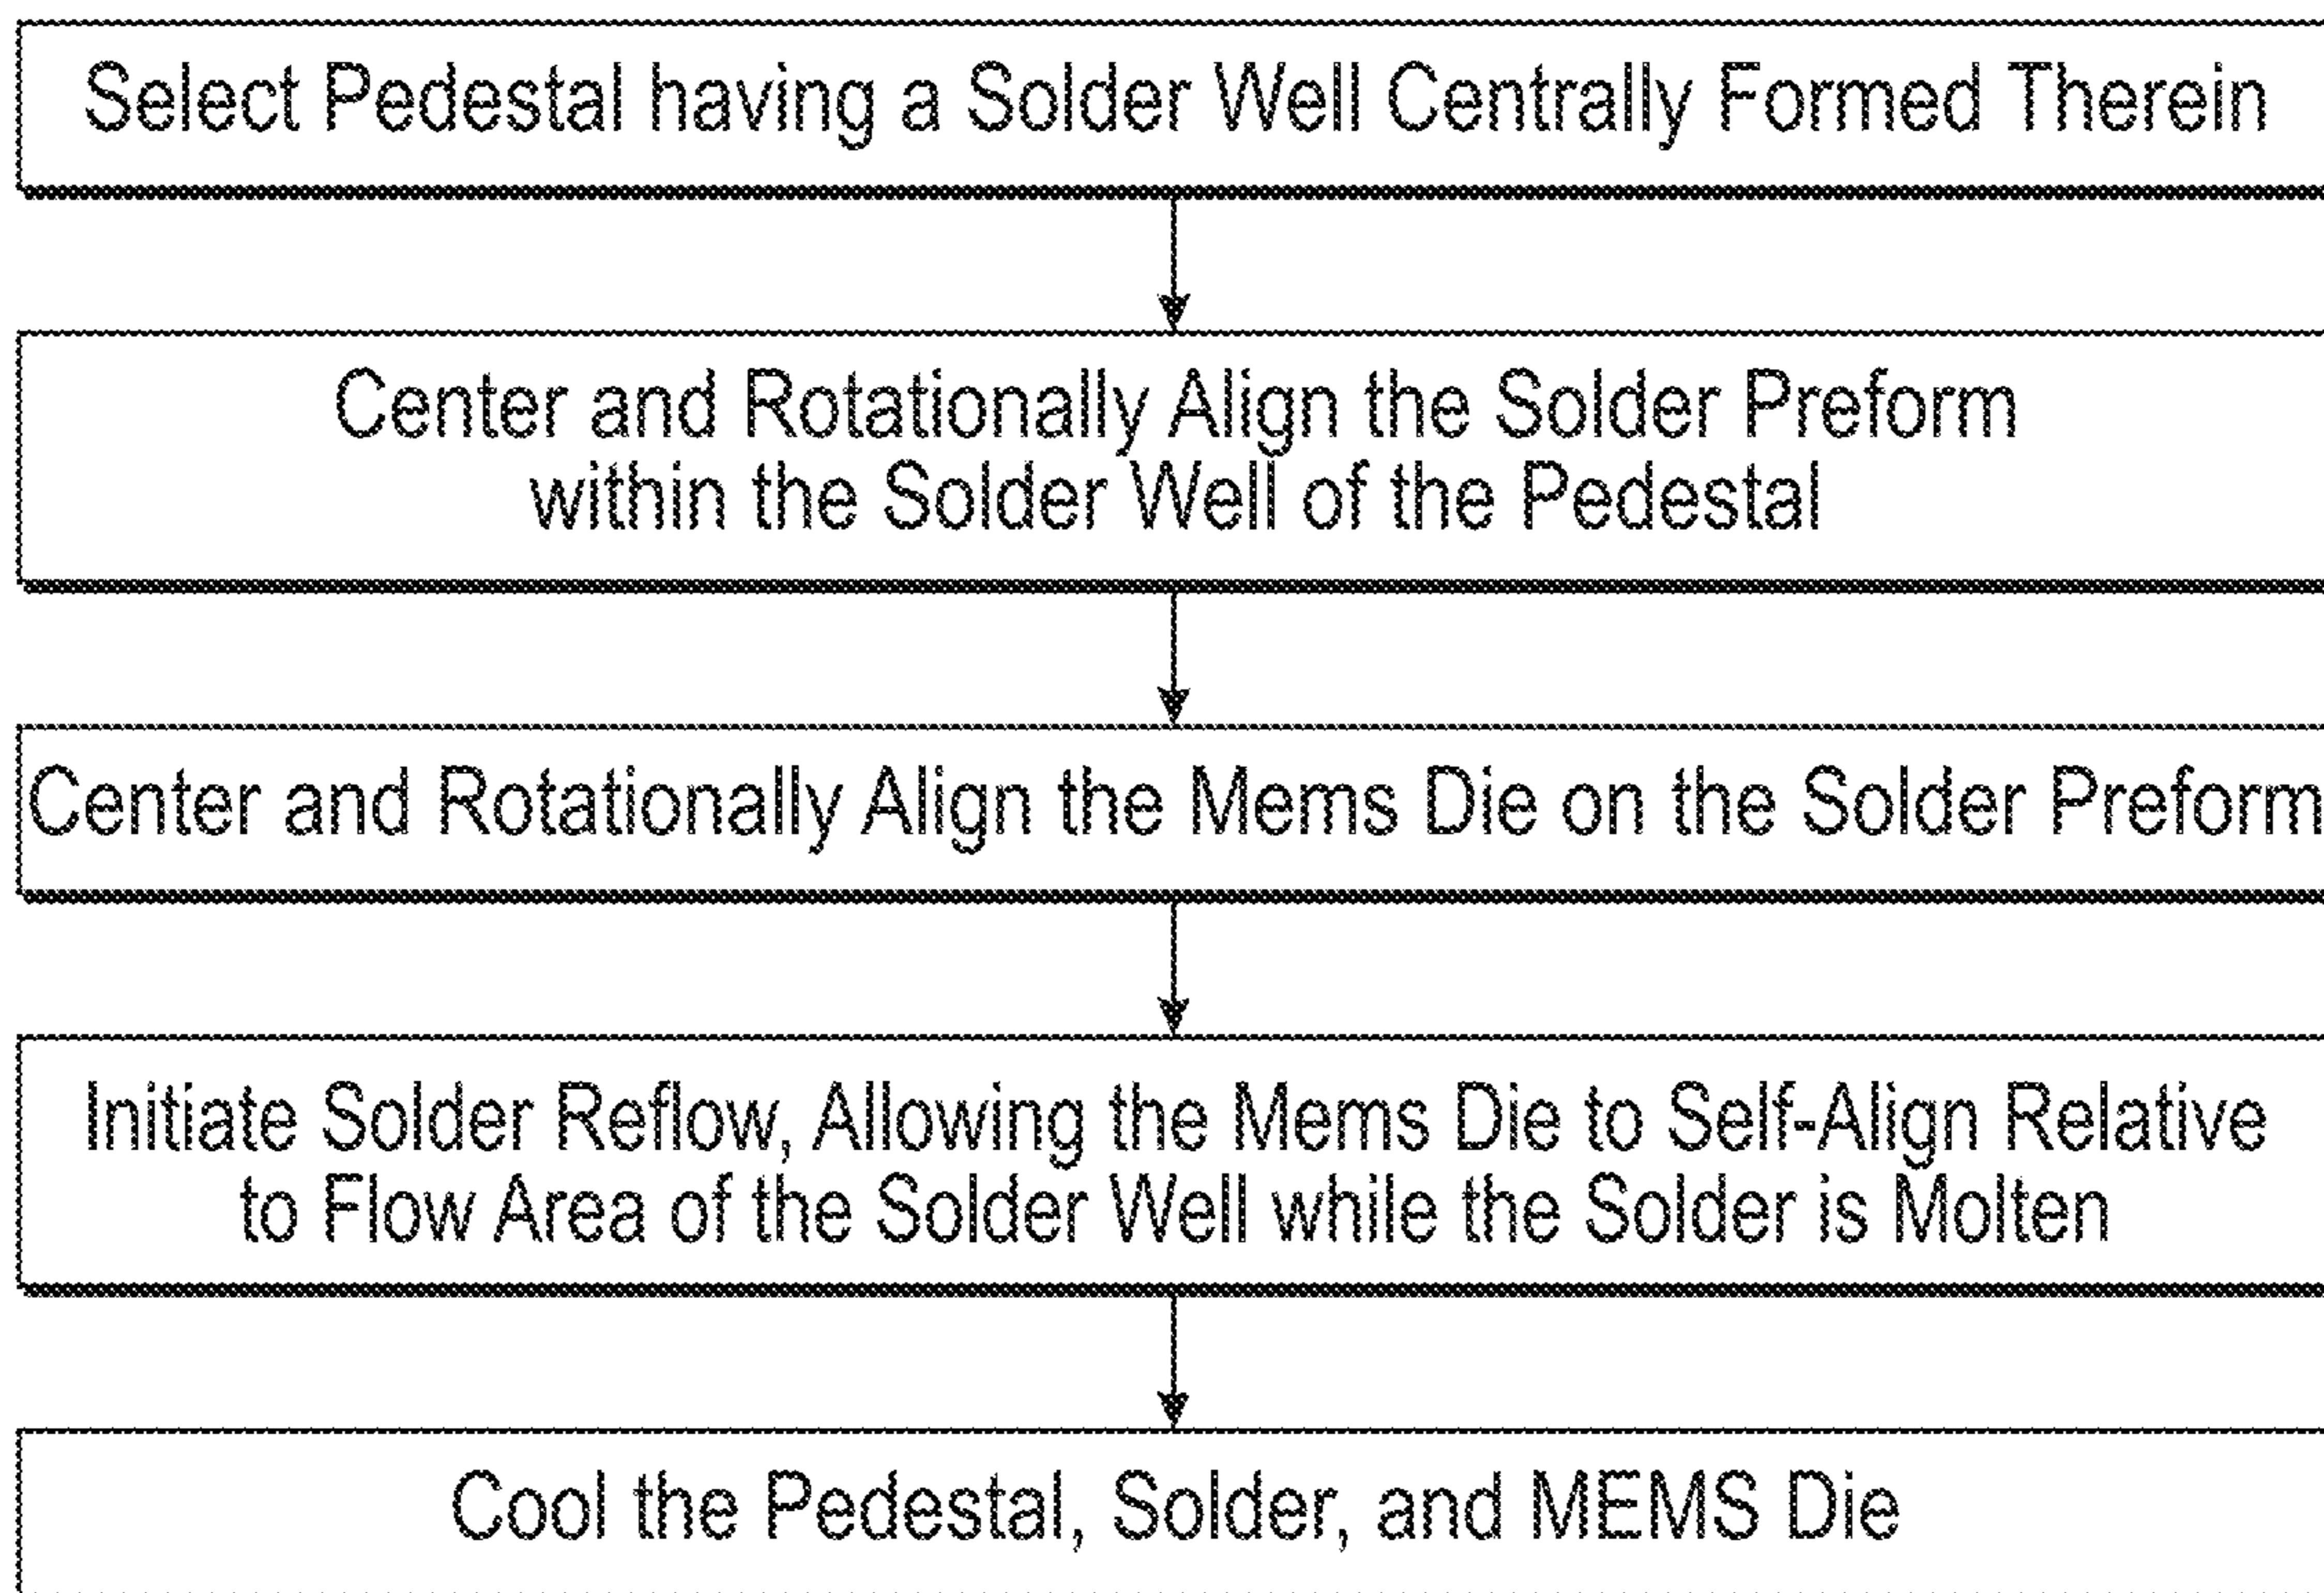 Select Pedestal having a Solder Well Centrally Formed Therein
Center and Rotationally Align the Solder Preform
within the Solder Well of the Pedestal
Center and Rotationally Align the Mems Die on the Solder Preform
Initiate Solder Reflow, Allowing the Mems Die to Self-Align Relative
to Flow Area of the Solder Well while the Solder is Molten
Cool the Pedestal, Solder, and MEMS Die